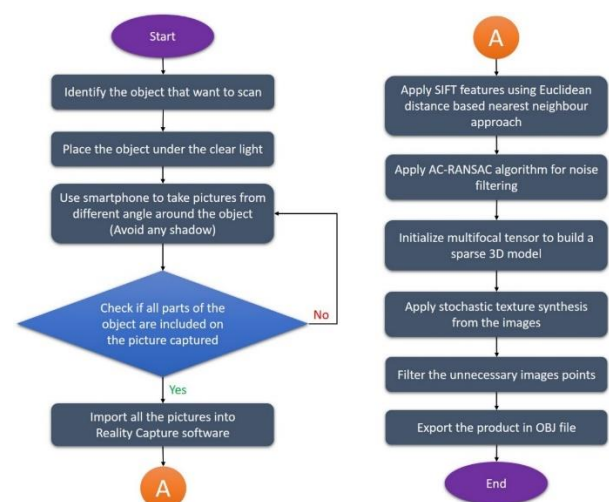 Start
Identify the object that want to scan
Place the object under the clear light
Use smartphone to take pictures from
different angle around the object
(Avoid any shadow)
Check if all parts of the
object are included on
the picture captured
No
Yes
Import all the pictures into
Reality Capture software
A
A
Apply SIFT features using Euclidean
distance based nearest neighbour
approach
Apply AC-RANSAC algorithm for noise
filtering
Initialize multifocal tensor to build a
sparse 3D model
Apply stochastic texture synthesis
from the images
Filter the unnecessary images points
Export the product in OBJ file
End